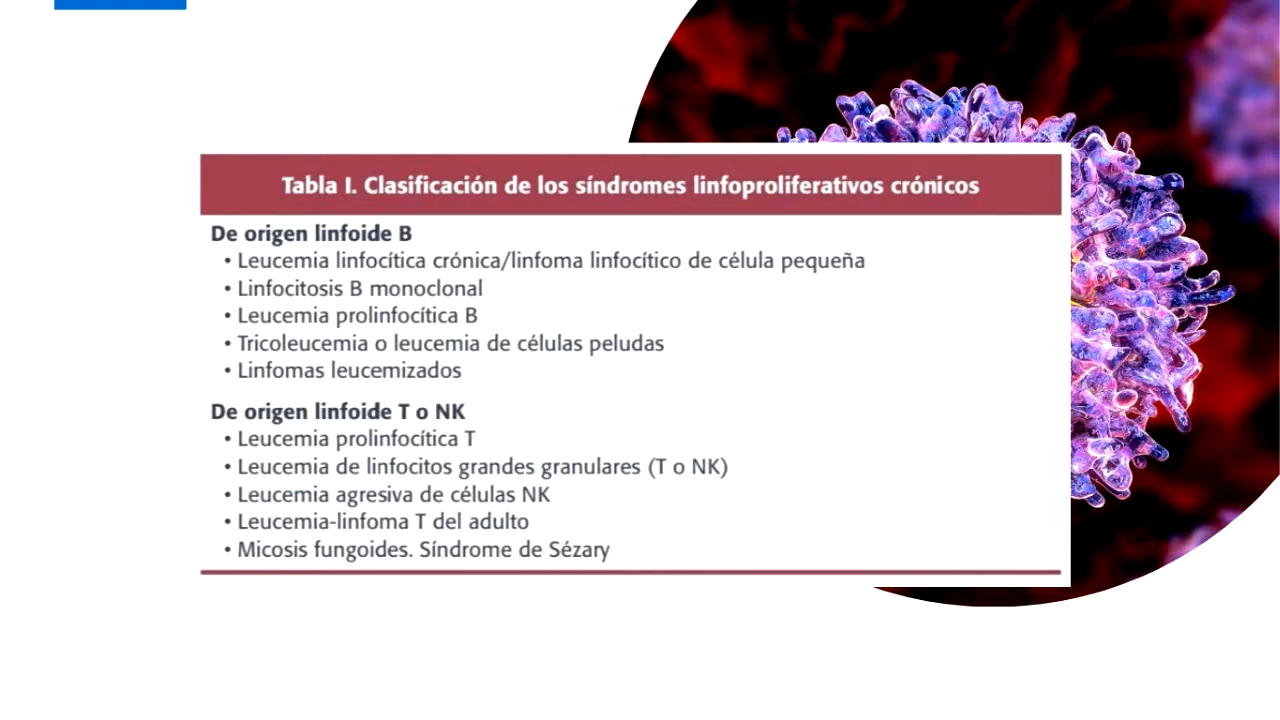 Tabla I. Clasificación de los síndromes linfoproliferativos crónicos
De origen linfoide B
• Leucemia linfocítica crónica/linfoma linfocítico de célula pequeña
• Linfocitosis B monoclonal
• Leucemia prolinfocítica B
• Tricoleucemia o leucemia de células peludas
• Linfomas leucemizados
De origen linfoide T o NK
• Leucemia prolinfocítica T
• Leucemia de linfocitos grandes granulares (T o NK)
• Leucemia agresiva de células NK
• Leucemia-linfoma T del adulto
• Micosis fungoides. Síndrome de Sézary